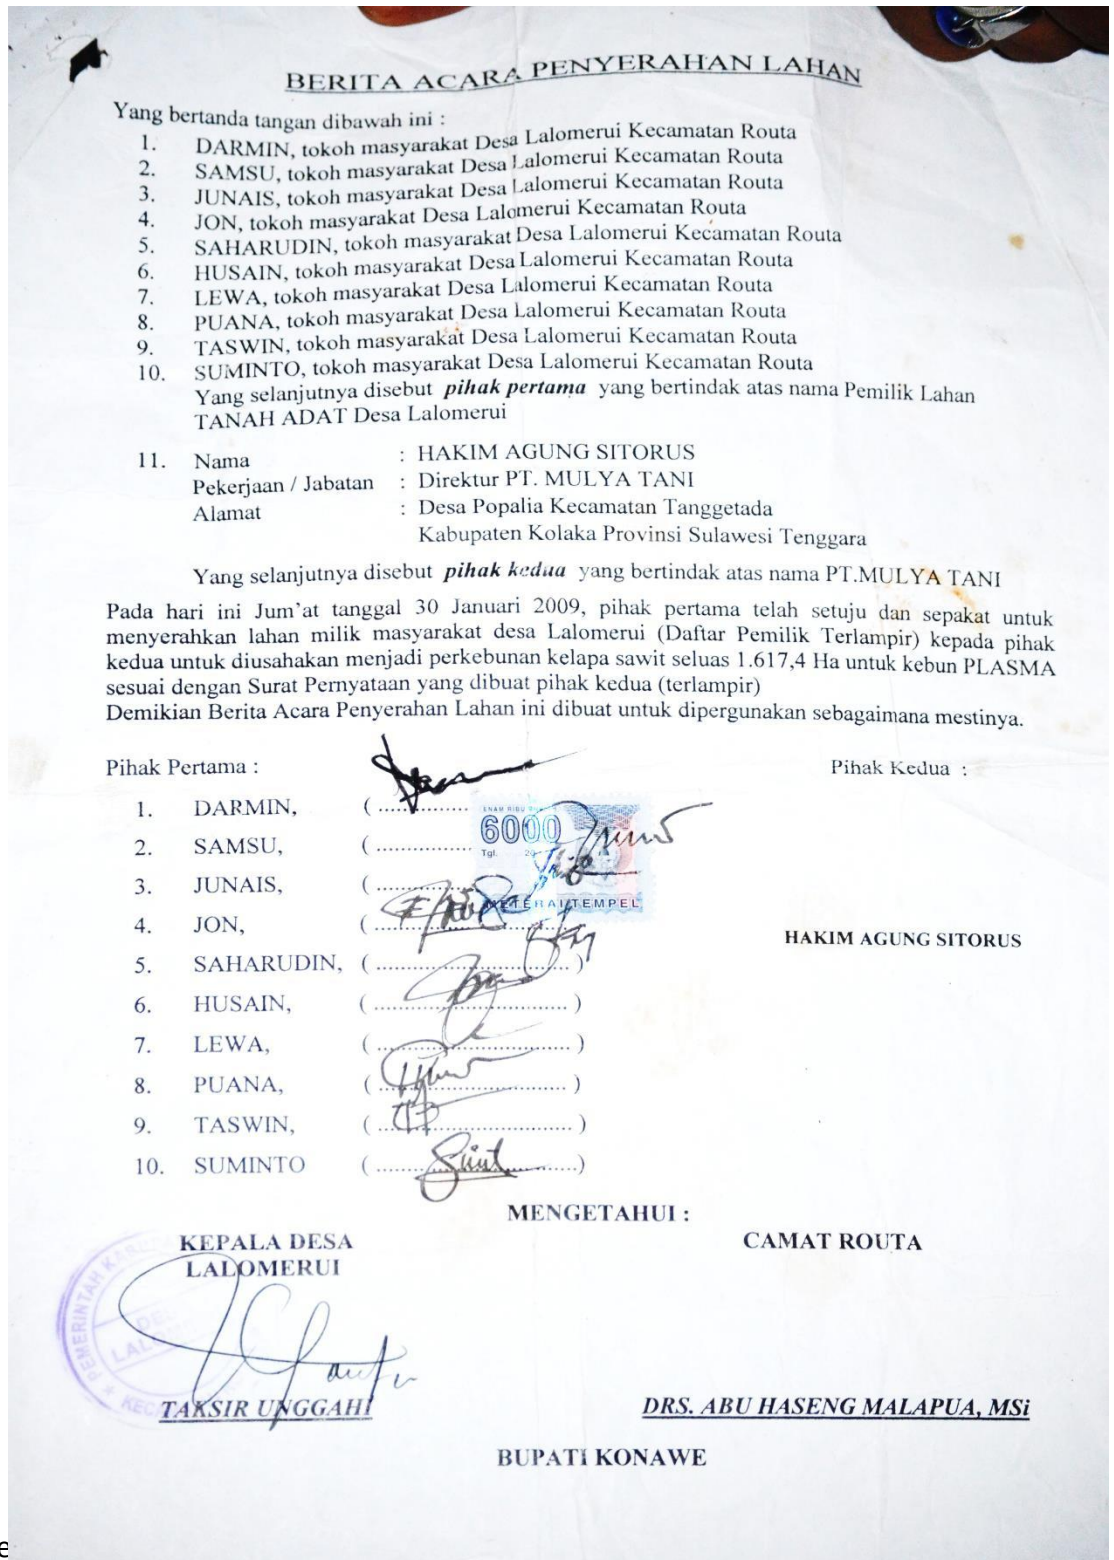 BERITA ACARA PENYERAHAN LAHAN
Yang bertanda tangan dibawah ini :
1. DARMIN, tokoh masyarakat Desa Lalomerui Kecamatan Routa
2. SAMSU, tokoh masyarakat Desa Lalomerui Kecamatan Routa
3. JUNAIS, tokoh masyarakat Desa Lalomerui Kecamatan Routa
4. JON, tokoh masyarakat Desa Lalomerui Kecamatan Routa
5. SAHARUDIN, tokoh masyarakat Desa Lalomerui Kecamatan Routa
6. HUSAIN, tokoh masyarakat Desa Lalomerui Kecamatan Routa
7. LEWA, tokoh masyarakat Desa Lalomerui Kecamatan Routa
8. PUANA, tokoh masyarakat Desa Lalomerui Kecamatan Routa
9. TASWIN, tokoh masyarakat Desa Lalomerui Kecamatan Routa
10. SUMINTO, tokoh masyarakat Desa Lalomerui Kecamatan Routa
Yang selanjutnya disebut pihak pertama yang bertindak atas nama Pemilik Lahan
TANAH ADAT Desa Lalomerui
11. Nama : HAKIM AGUNG SITORUS
Pekerjaan / Jabatan : Direktur PT. MULYA TANI
Alamat : Desa Popalia Kecamatan Tanggetada
Kabupaten Kolaka Provinsi Sulawesi Tenggara
Yang selanjutnya disebut pihak kedua yang bertindak atas nama PT.MULYA TANI
Pada hari ini Jum'at tanggal 30 Januari 2009, pihak pertama telah setuju dan sepakat untuk
menyerahkan lahan milik masyarakat desa Lalomerui (Daftar Pemilik Terlampir) kepada pihak
kedua untuk diusahakan menjadi perkebunan kelapa sawit seluas 1.617,4 Ha untuk kebun PLASMA
sesuai dengan Surat Pernyataan yang dibuat pihak kedua (terlampir)
Demikian Berita Acara Penyerahan Lahan ini dibuat untuk dipergunakan sebagaimana mestinya.
Pihak Pertama : Pihak Kedua :
1. DARMIN, (..............
2. SAMSU, (................
ENAM RIBU
6000
Tgl. 20
METERAI TEMPEL
3. JUNAIS, (..............
4. JON, (..............
HAKIM AGUNG SITORUS
5. SAHARUDIN, (.................................)
6. HUSAIN, (.................................)
7. LEWA, (.................................)
8. PUANA, (.................................)
9. TASWIN, (.................................)
10. SUMINTO (.................................)
MENGETAHUI :
KEPALA DESA CAMAT ROUTA
LALOMERUI
PEMERINTAH
TAKSIR UNGGAHI DRS. ABU HASENG MALAPUA, MSi
BUPATI KONAWE